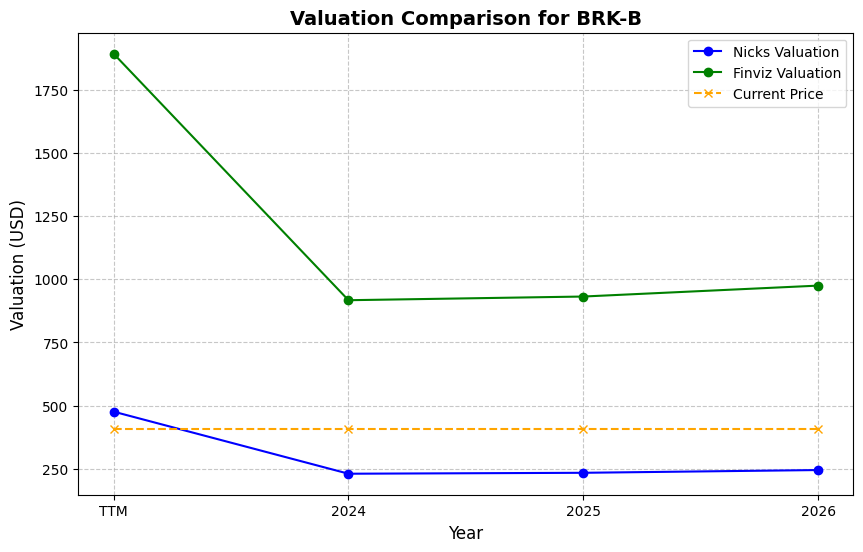 Valuation Comparison for BRK-B
Nicks Valuation
Finviz Valuation
Current Price
Valuation (USD)
1750
1500
1250
1000
750
500
250
TTM
2024
2025
2026
Year